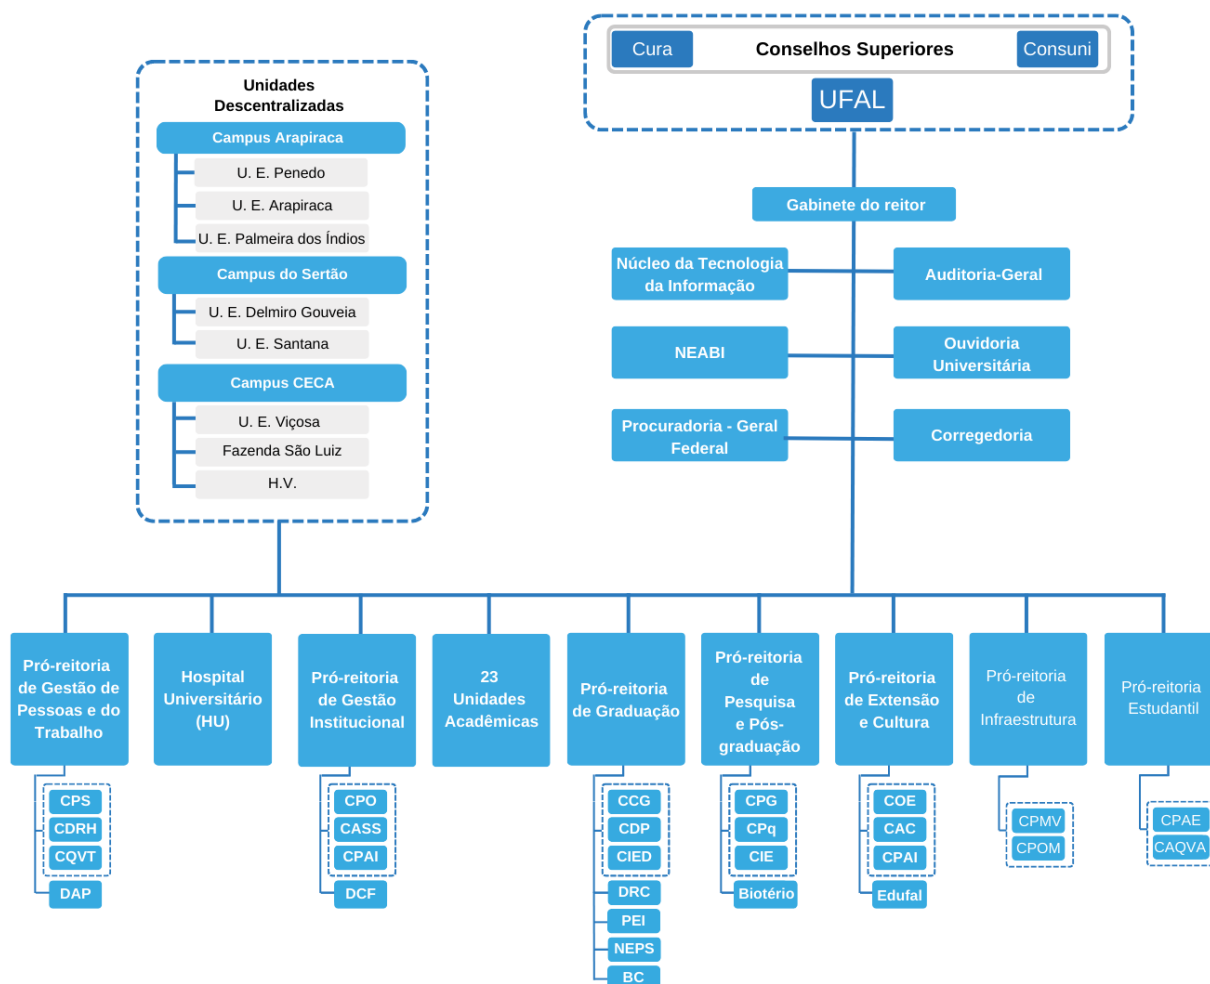 Cura
Conselhos Superiores
Consuni
UFAL
Unidades
Descentralizadas
Campus Arapiraca
U. E. Penedo
U. E. Arapiraca
U. E. Palmeira dos Índios
Campus do Sertão
U. E. Delmiro Gouveia
U. E. Santana
Campus CECA
U. E. Viçosa
Fazenda São Luiz
H.V.
Gabinete do reitor
Núcleo da Tecnologia
da Informação
Auditoria-Geral
NEABI
Ouvidoria
Universitária
Procuradoria - Geral
Federal
Corregedoria
Pró-reitoria
de Gestão de
Pessoas e do
Trabalho
CPS
CDRH
CQVT
DAP
Hospital
Universitário
(HU)
Pró-reitoria
de Gestão
Institucional
CPO
CASS
CPAI
DCF
23
Unidades
Acadêmicas
Pró-reitoria
de Graduação
CCG
CDP
CIED
DRC
PEI
NEPS
BC
Pró-reitoria
de
Pesquisa
e Pós-
graduação
CPG
CPq
CIE
Biotério
Pró-reitoria
de Extensão
e Cultura
COE
CAC
CPAI
Edufal
Pró-reitoria
de
Infraestrutura
CPMV
CPOM
Pró-reitoria
Estudantil
CPAE
CAQVA